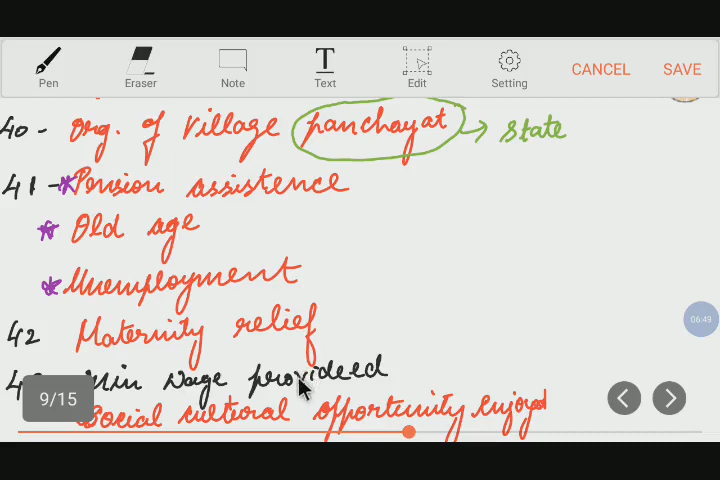 Pen
Eraser
Note
Text
Edit
Setting
CANCEL
SAVE
T
40 - Org. of village panchayat → state
41 - * Pension assistence
* Old age
* Unemployment
06:49
42 Maternity relief
Min wage provideed
9/15
Social cultural opportunity enjoyed